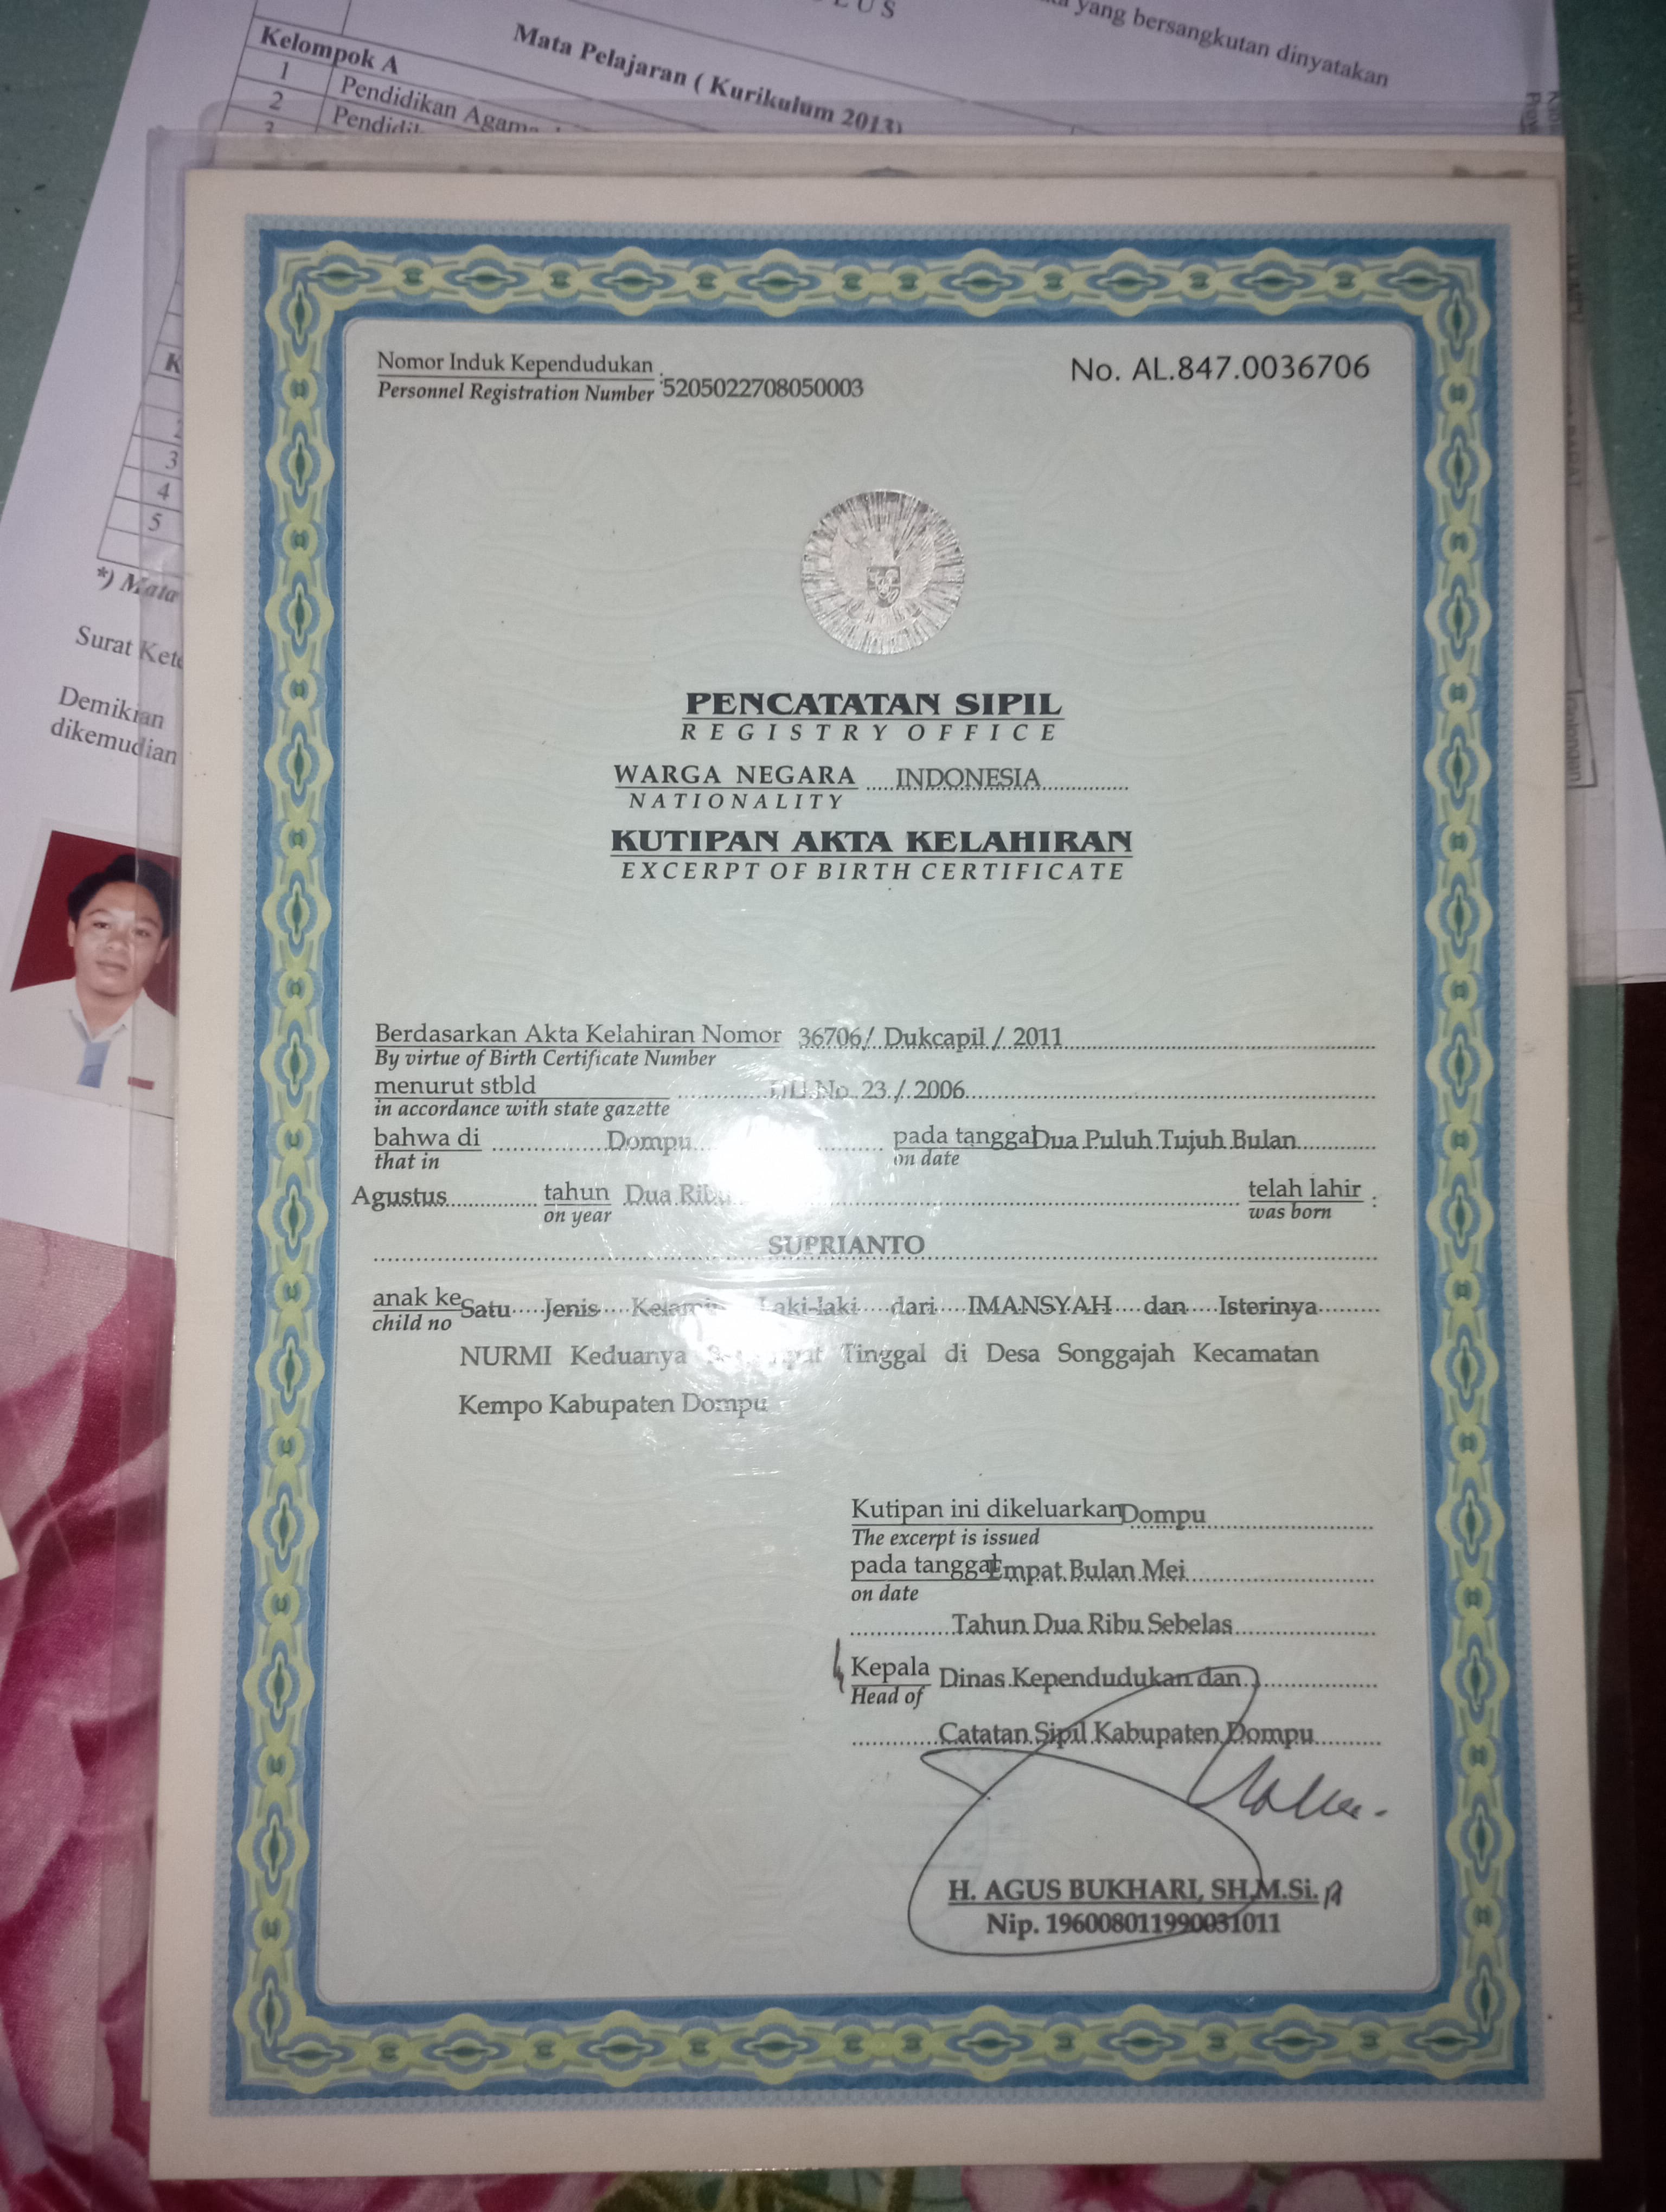 L U S
yang bersangkutan dinyatakan
Mata Pelajaran ( Kurikulum 2013)
Kelompok A
1 Pendidikan Agama
2
3
K
3
4
5
*) Mata
Surat
Demikian
dikemudian
Nomor Induk Kependudukan
Personnel Registration Number : 5205022708050003
No. AL.847.0036706
PENCATATAN SIPIL
REGISTRY OFFICE
WARGA NEGARA INDONESIA
NATIONALITY
KUTIPAN AKTA KELAHIRAN
EXCERPT OF BIRTH CERTIFICATE
Berdasarkan Akta Kelahiran Nomor 36706/ Dukcapil / 2011
By virtue of Birth Certificate Number
menurut stbld No. 23 / 2006
in accordance with state gazette
bahwa di Dompu pada tanggal Dua Puluh Tujuh Bulan
that in on date
Agustus tahun Dua Ribu telah lahir :
on year was born
SUPRIANTO
anak ke Satu Jenis Kelamin Laki-laki dari IMANSYAH dan Isterinya
child no
NURMI Keduanya Tinggal di Desa Songgajah Kecamatan
Kempo Kabupaten Dompu
Kutipan ini dikeluarkan Dompu
The excerpt is issued
pada tanggal Empat Bulan Mei
on date
Tahun Dua Ribu Sebelas
Kepala Dinas Kependudukan dan
Head of
Catatan Sipil Kabupaten Dompu
H. AGUS BUKHARI, SH,M.Si.
Nip. 196008011990031011